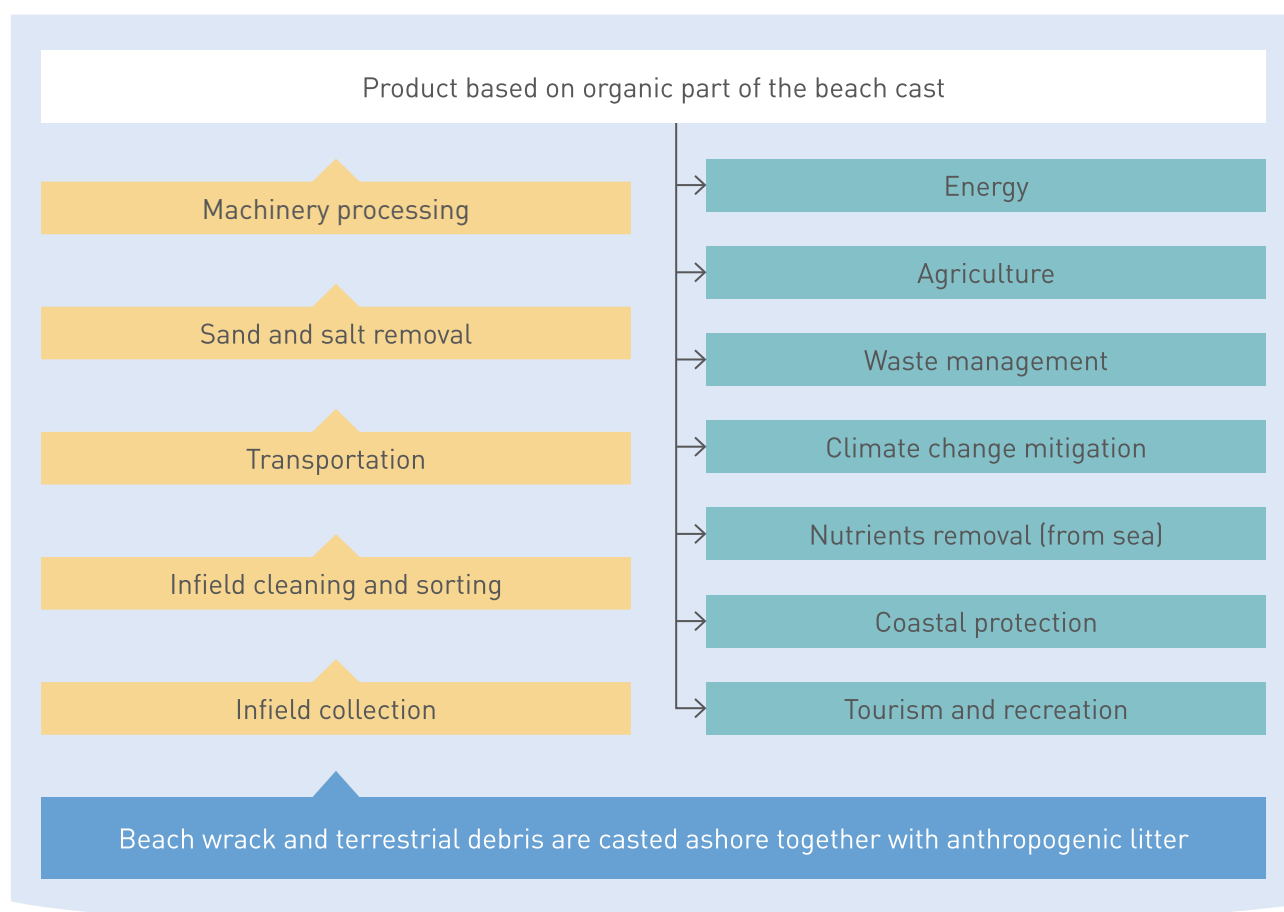 Product based on organic part of the beach cast
Machinery processing
Sand and salt removal
Transportation
Infield cleaning and sorting
Infield collection
Energy
Agriculture
Waste management
Climate change mitigation
Nutrients removal (from sea)
Coastal protection
Tourism and recreation
Beach wrack and terrestrial debris are casted ashore together with anthropogenic litter